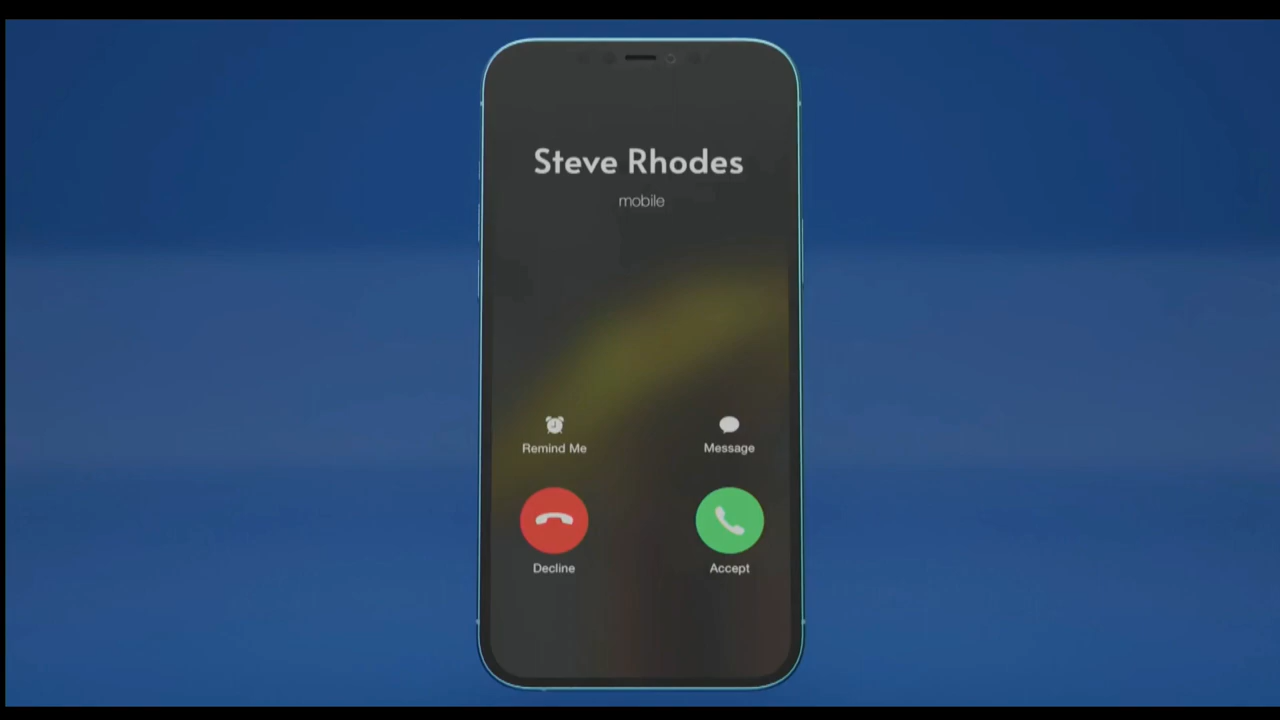 Steve Rhodes
mobile
Remind Me
Message
Decline
Accept